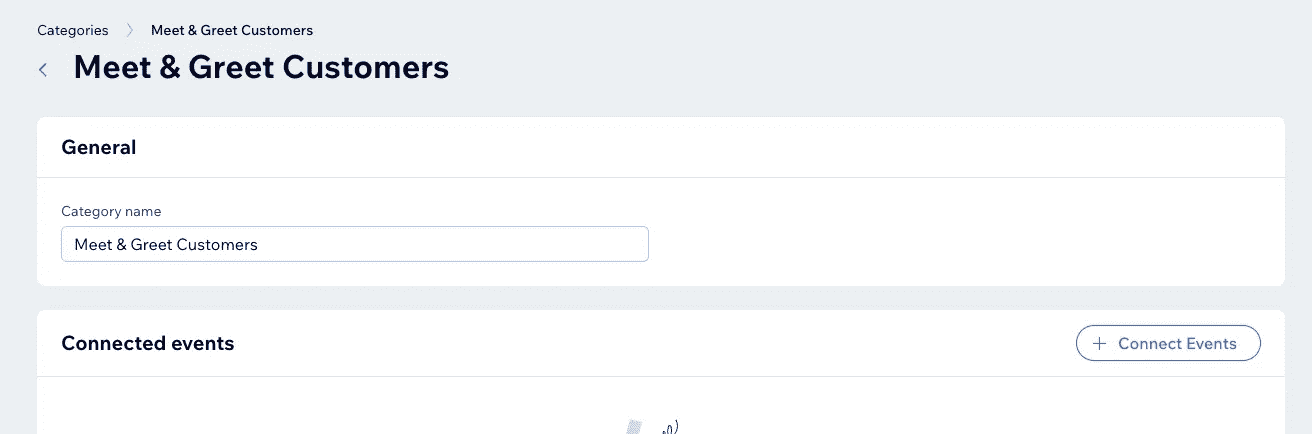 Categories > Meet & Greet Customers
Meet & Greet Customers
General
Category name
Meet & Greet Customers
Connected events
+ Connect Events